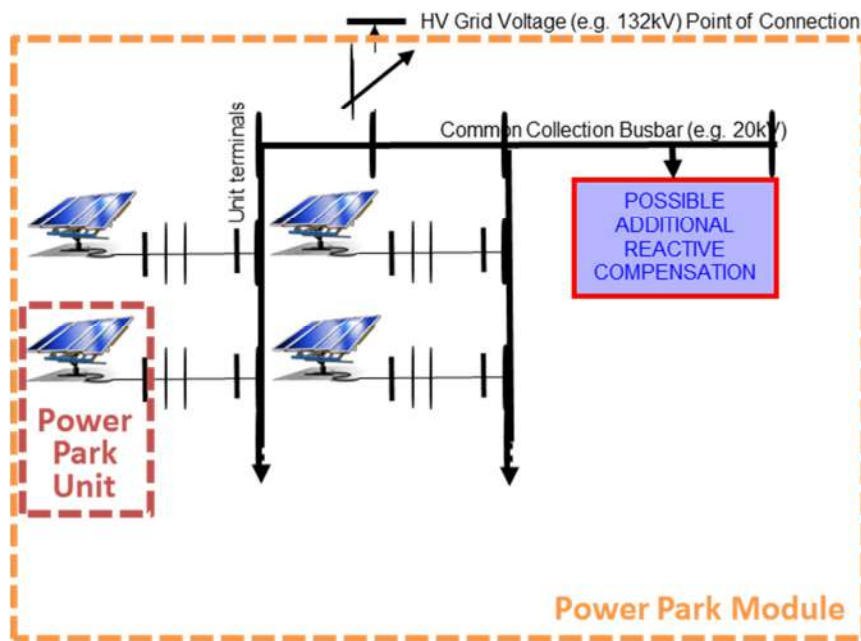 HV Grid Voltage (e.g. 132kV) Point of Connection
Unit terminals
Common Collection Busbar (e.g. 20kV)
POSSIBLE
ADDITIONAL
REACTIVE
COMPENSATION
Power
Park
Unit
Power Park Module